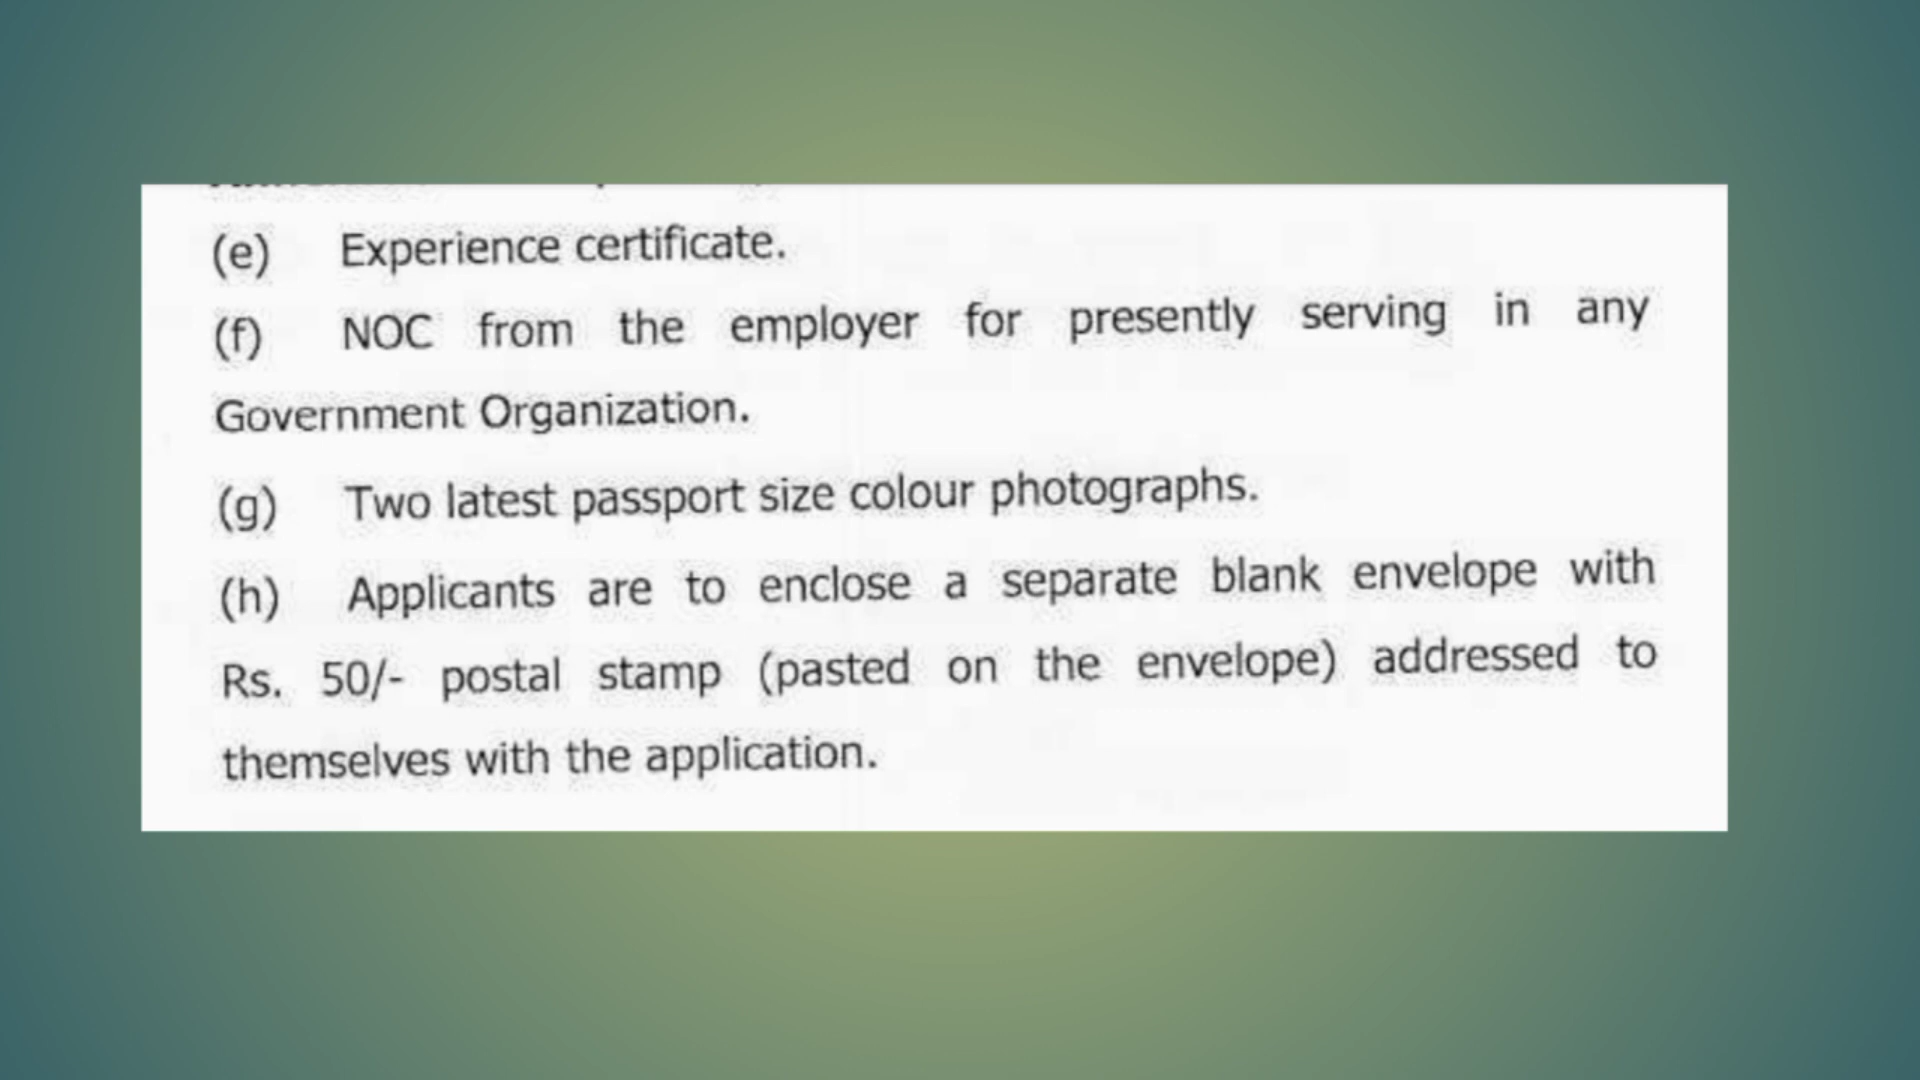 (e) Experience certificate.
(f) NOC from the employer for presently serving in any
Government Organization.
(g) Two latest passport size colour photographs.
(h) Applicants are to enclose a separate blank envelope with
Rs. 50/- postal stamp (pasted on the envelope) addressed to
themselves with the application.